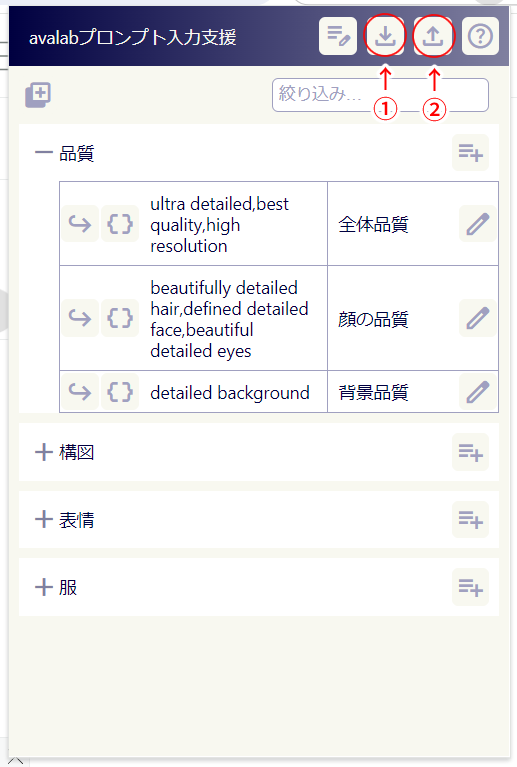 avalabプロンプト入力支援
① ②
絞り込み...
品質
ultra detailed,best
quality,high
resolution
全体品質
beautifully detailed
hair,defined detailed
face,beautiful
detailed eyes
顔の品質
detailed background
背景品質
構図
表情
服